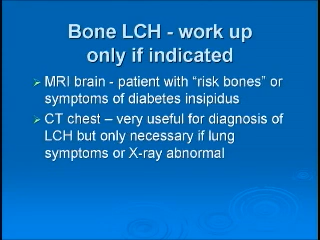 Bone LCH - work up
only if indicated
MRI brain - patient with “risk bones” or
symptoms of diabetes insipidus
CT chest – very useful for diagnosis of
LCH but only necessary if lung
symptoms or X-ray abnormal